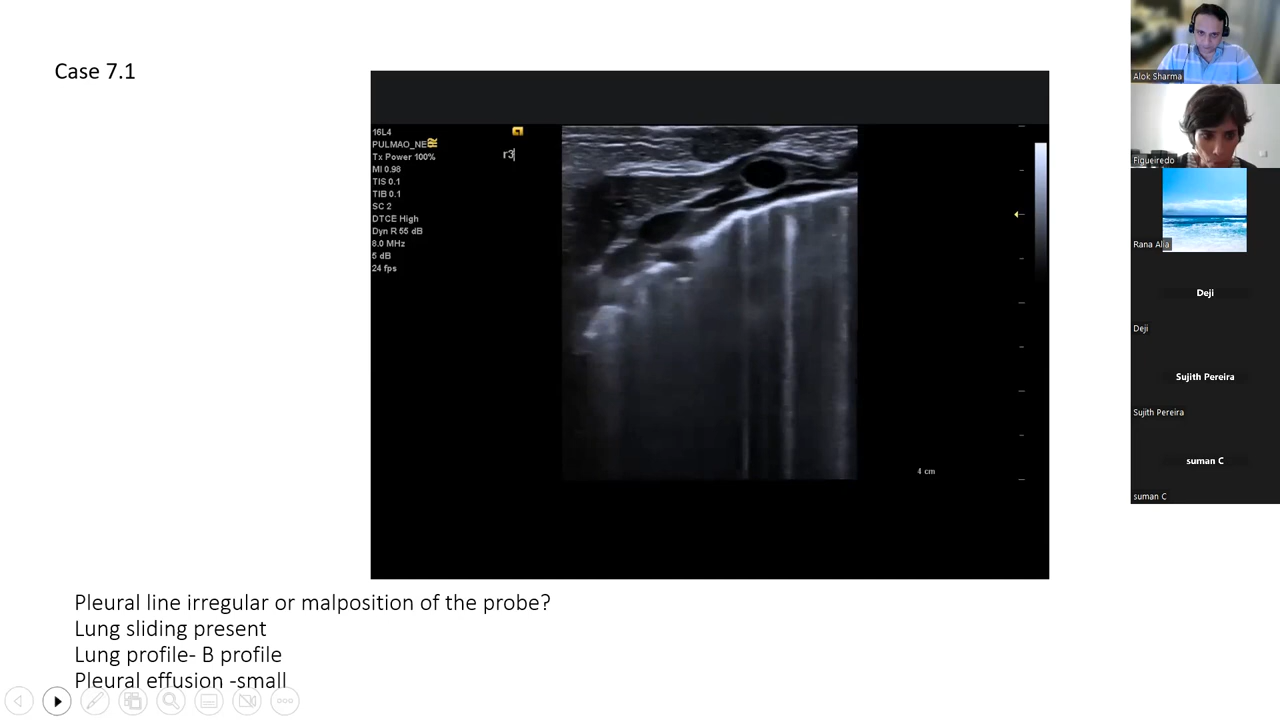 Case 7.1
16L4
PULMAO_NE
Tx Power 100%
MI 0.98
TIS 0.1
TIB 0.1
SC 2
DTCE High
Dyn R 55 dB
8.0 MHz
5 dB
24 fps
r3
4 cm
Pleural line irregular or malposition of the probe?
Lung sliding present
Lung profile- B profile
Pleural effusion -small
Alok Sharma
Figueiredo
Rana Alia
Deji
Deji
Sujith Pereira
Sujith Pereira
suman C
suman C